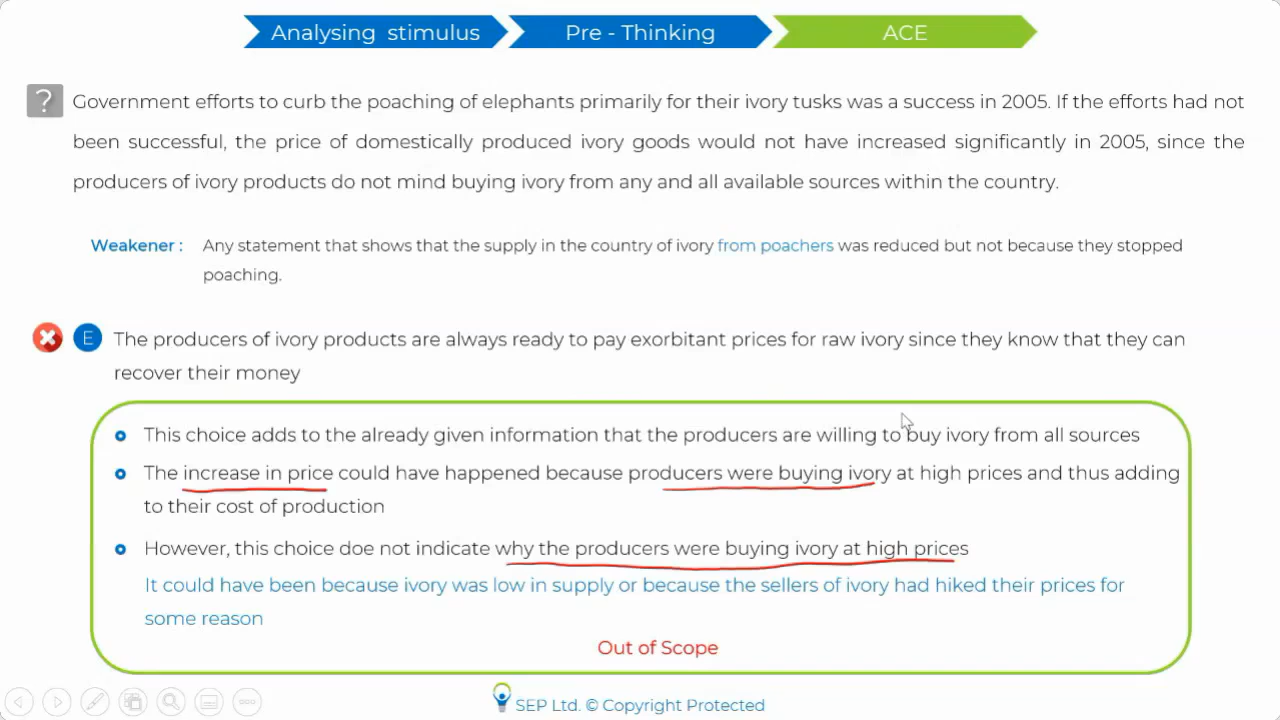 Analysing stimulus
Pre - Thinking
ACE
?
Government efforts to curb the poaching of elephants primarily for their ivory tusks was a success in 2005. If the efforts had not
been successful, the price of domestically produced ivory goods would not have increased significantly in 2005, since the
producers of ivory products do not mind buying ivory from any and all available sources within the country.
Weakener : Any statement that shows that the supply in the country of ivory from poachers was reduced but not because they stopped
poaching.
E The producers of ivory products are always ready to pay exorbitant prices for raw ivory since they know that they can
recover their money
This choice adds to the already given information that the producers are willing to buy ivory from all sources
The increase in price could have happened because producers were buying ivory at high prices and thus adding
to their cost of production
However, this choice doe not indicate why the producers were buying ivory at high prices
It could have been because ivory was low in supply or because the sellers of ivory had hiked their prices for
some reason
Out of Scope
SEP Ltd. © Copyright Protected